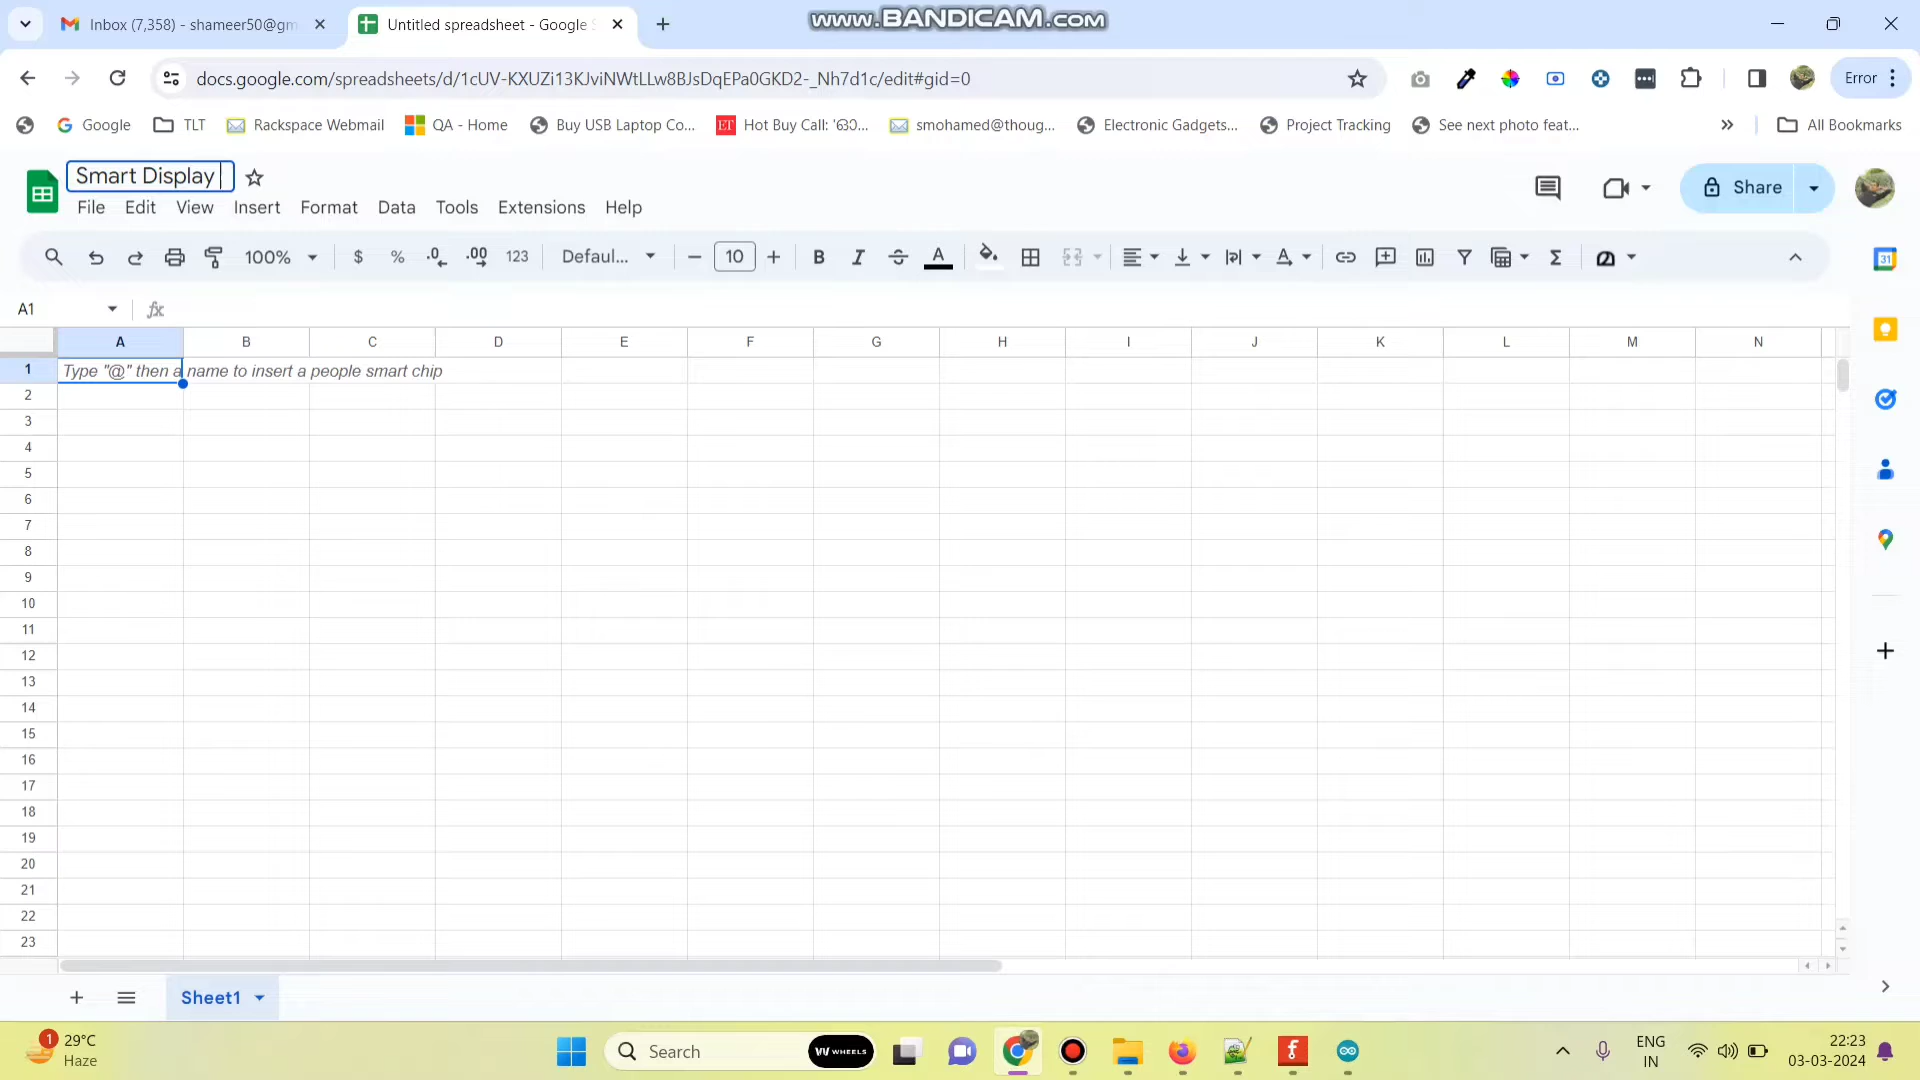 www.BANDICAM.com
Inbox (7,358) - shameer50@gm
Untitled spreadsheet - Google S
docs.google.com/spreadsheets/d/1cUV-KXUZi13KJviNWtLLw8BJsDqEPa0GKD2-_Nh7d1c/edit#gid=0
Error
Google TLT Rackspace Webmail QA - Home Buy USB Laptop Co... ET Hot Buy Call: smohamed@thoug... Electronic Gadgets... Project Tracking See next photo feat... All Bookmarks
Smart Display
Share
File Edit View Insert Format Data Tools Extensions Help
100% $ % .0 .00 123 Defaul... 10 B I S A A Σ
31
A1 fx
A B C D E F G H I J K L M N
1 Type "@" then a name to insert a people smart chip
2
3
4
5
6
7
8
9
10
11
12
13
14
15
16
17
18
19
20
21
22
23
Sheet1
1 29°C
Haze
Search
WHEELS
ENG
IN
22:23
03-03-2024